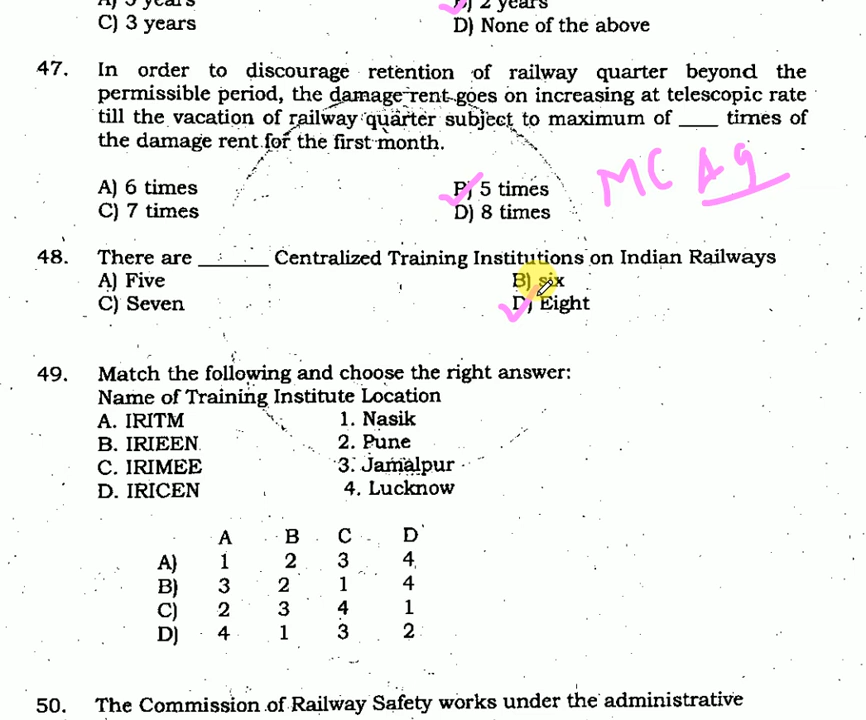 A) 5 years B) 2 years
C) 3 years D) None of the above
47. In order to discourage retention of railway quarter beyond the
permissible period, the damage rent goes on increasing at telescopic rate
till the vacation of railway quarter subject to maximum of ___ times of
the damage rent for the first month.
MC A9
A) 6 times B) 5 times
C) 7 times D) 8 times
48. There are ______ Centralized Training Institutions on Indian Railways
A) Five B) six
C) Seven D) Eight
49. Match the following and choose the right answer:
Name of Training Institute Location
A. IRITM 1. Nasik
B. IRIEEN 2. Pune
C. IRIMEE 3. Jamalpur
D. IRICEN 4. Lucknow
A B C D
A) 1 2 3 4
B) 3 2 1 4
C) 2 3 4 1
D) 4 1 3 2
50. The Commission of Railway Safety works under the administrative